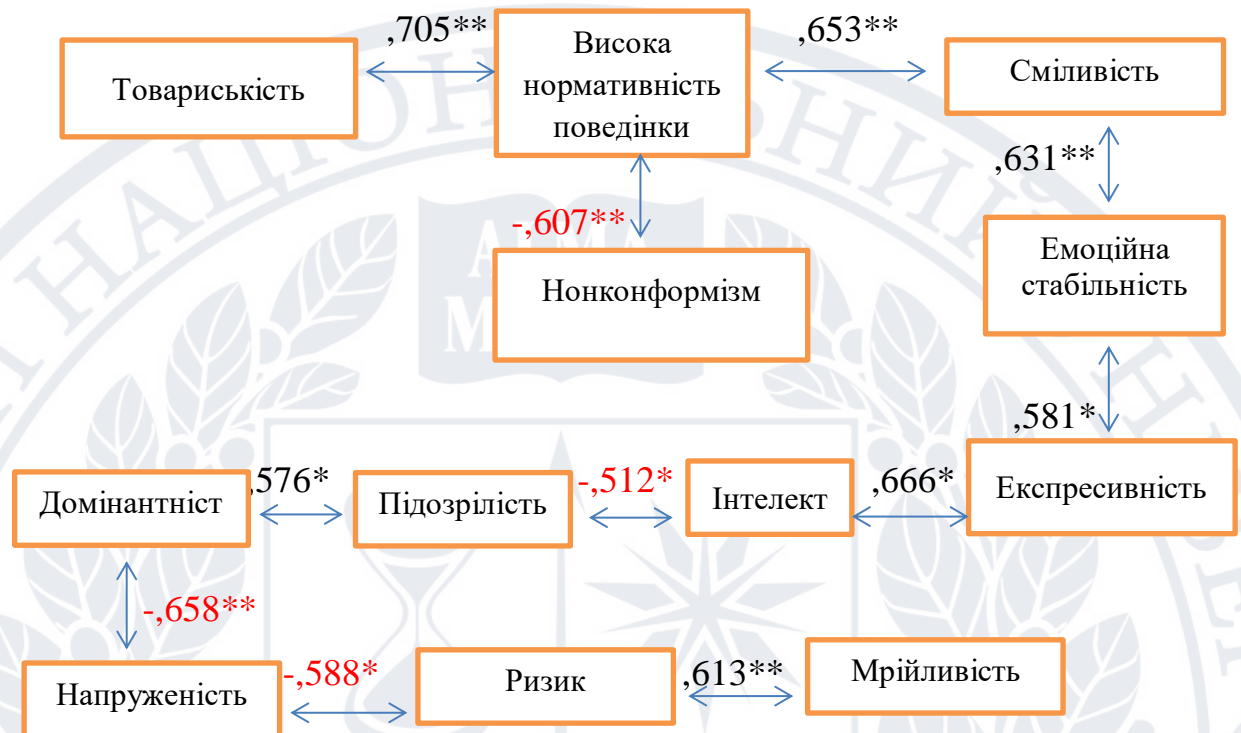 ,705**
Висока
нормативність
поведінки
,653**
Товариськість
Сміливість
,631**
-,607**
Нонконформізм
Емоційна
стабільність
,581*
Домінантніст
,576*
Підозрілість
-,512*
Інтелект
,666*
Експресивність
-,658**
Напруженість
-,588*
Ризик
,613**
Мрійливість